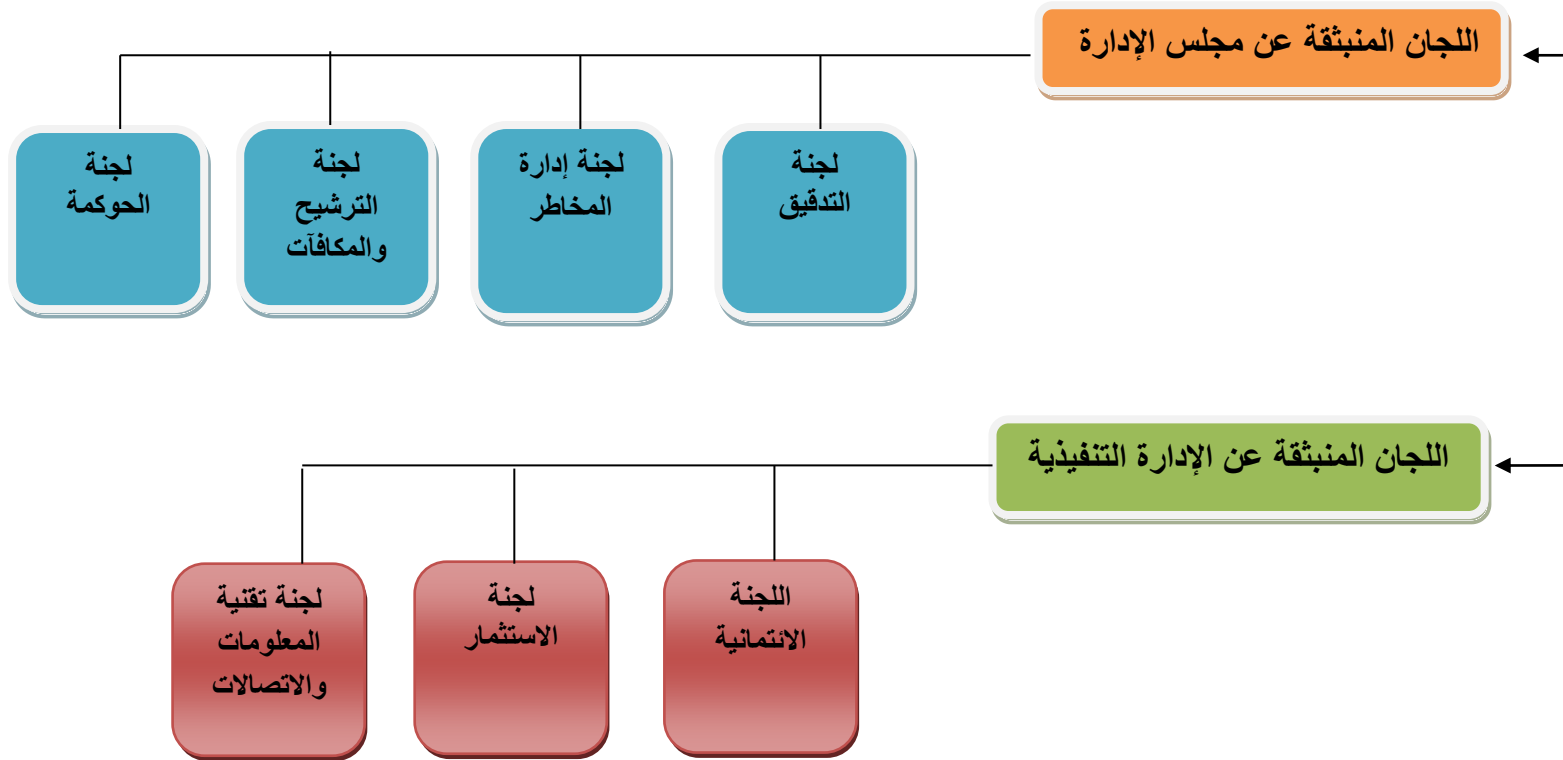 اللجان المنبثقة عن مجلس الإدارة
لجنة
التدقيق
لجنة إدارة
المخاطر
لجنة
الترشيح
والمكافآت
لجنة
الحوكمة
اللجان المنبثقة عن الإدارة التنفيذية
اللجنة
الائتمانية
لجنة
الاستثمار
لجنة تقنية
المعلومات
والاتصالات